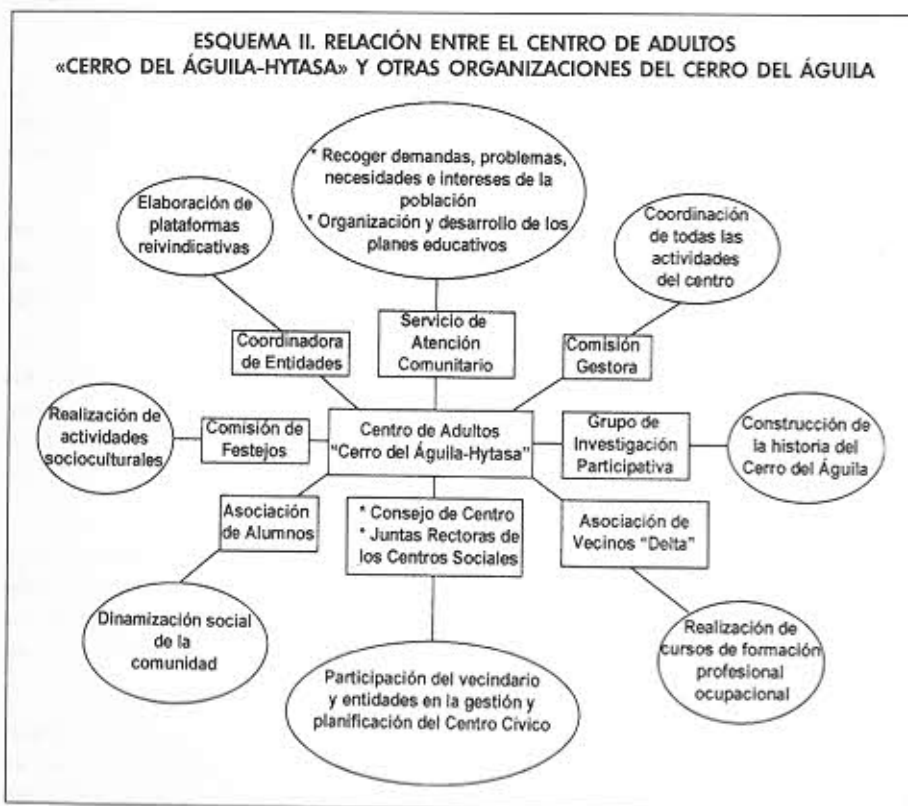 ESQUEMA II. RELACIÓN ENTRE EL CENTRO DE ADULTOS
«CERRO DEL ÁGUILA-HYTASA» Y OTRAS ORGANIZACIONES DEL CERRO DEL ÁGUILA
* Recoger demandas, problemas,
necesidades e intereses de la
población
* Organización y desarrollo de los
planes educativos
Elaboración de
plataformas
reivindicativas
Coordinación
de todas las
actividades
del centro
Coordinadora
de Entidades
Servicio de
Atención
Comunitario
Comisión
Gestora
Realización de
actividades
socioculturales
Comisión de
Festejos
Centro de Adultos
"Cerro del Águila-Hytasa"
Grupo de
Investigación
Participativa
Construcción de
la historia del
Cerro del Águila
Asociación
de Alumnos
* Consejo de Centro
* Juntas Rectoras de
los Centros Sociales
Asociación de
Vecinos "Delta"
Dinamización social
de la
comunidad
Participación del vecindario
y entidades en la gestión y
planificación del Centro Cívico
Realización de
cursos de formación
profesional
ocupacional